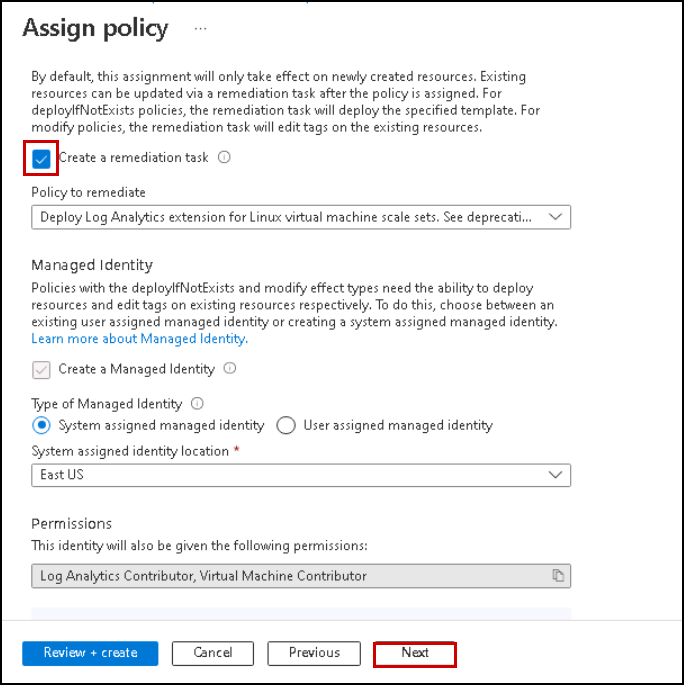 Assign policy ...
By default, this assignment will only take effect on newly created resources. Existing
resources can be updated via a remediation task after the policy is assigned. For
deployIfNotExists policies, the remediation task will deploy the specified template. For
modify policies, the remediation task will edit tags on the existing resources.
Create a remediation task
Policy to remediate
Deploy Log Analytics extension for Linux virtual machine scale sets. See deprecati...
Managed Identity
Policies with the deployIfNotExists and modify effect types need the ability to deploy
resources and edit tags on existing resources respectively. To do this, choose between an
existing user assigned managed identity or creating a system assigned managed identity.
Learn more about Managed Identity.
Create a Managed Identity
Type of Managed Identity
System assigned managed identity User assigned managed identity
System assigned identity location *
East US
Permissions
This identity will also be given the following permissions:
Log Analytics Contributor, Virtual Machine Contributor
Review + create Cancel Previous Next